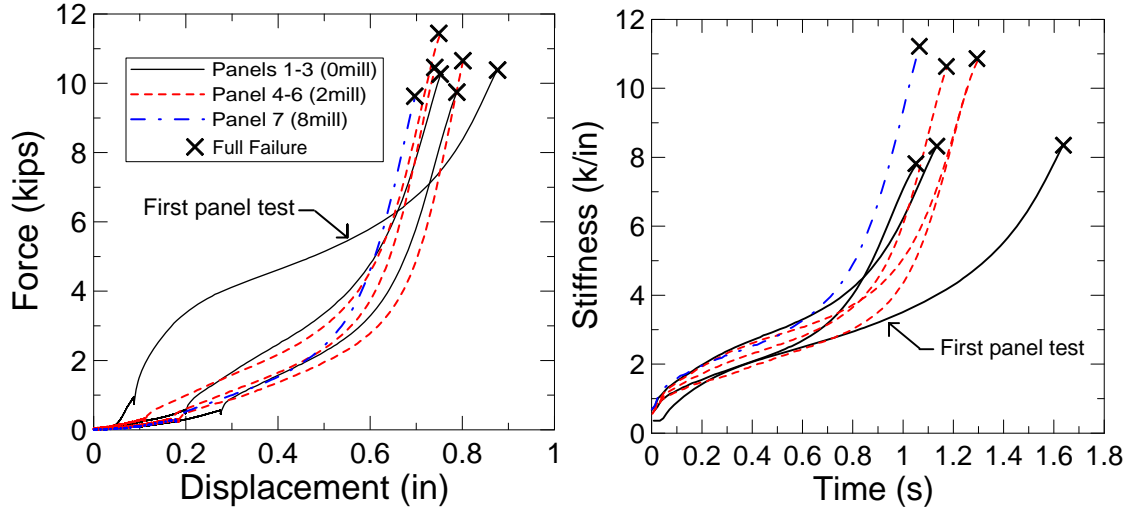 12
10
8
6
4
2
0
Force (kips)
Panels 1-3 (0mill)
Panel 4-6 (2mill)
Panel 7 (8mill)
Full Failure
First panel test
0 0.2 0.4 0.6 0.8 1
Displacement (in)
12
10
8
6
4
2
0
Stiffness (k/in)
First panel test
0 0.2 0.4 0.6 0.8 1 1.2 1.4 1.6 1.8
Time (s)